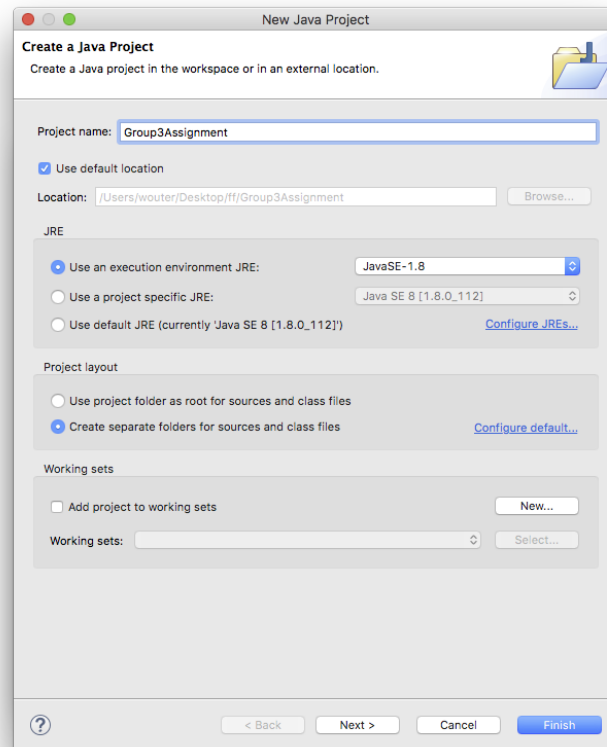 New Java Project
Create a Java Project
Create a Java project in the workspace or in an external location.
Project name: Group3Assignment
Use default location
Location: /Users/wouter/Desktop/ff/Group3Assignment Browse...
JRE
Use an execution environment JRE: JavaSE-1.8
Use a project specific JRE: Java SE 8 [1.8.0_112]
Use default JRE (currently 'Java SE 8 [1.8.0_112]') Configure JREs...
Project layout
Use project folder as root for sources and class files
Create separate folders for sources and class files Configure default...
Working sets
Add project to working sets New...
Working sets: Select...
? < Back Next > Cancel Finish